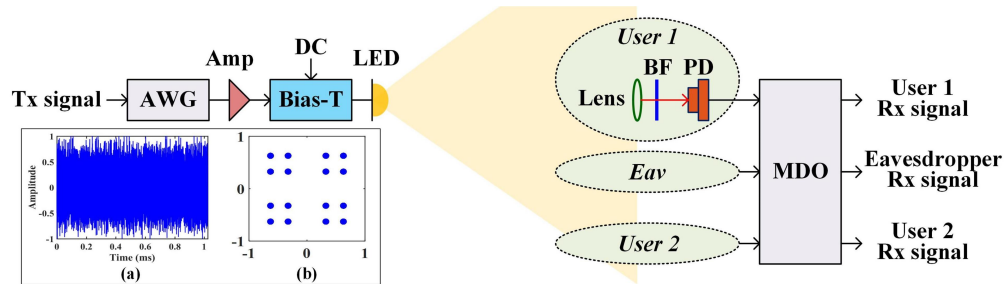 DC
Amp
LED
Tx signal
AWG
Bias-T
User 1
BF
PD
Lens
Eav
User 2
MDO
User 1
Rx signal
Eavesdropper
Rx signal
User 2
Rx signal
Amplitude
1
0.5
0
-0.5
-1
0
0.2
0.4
0.6
0.8
1
Time (ms)
(a)
1
0
-1
-1
0
1
(b)